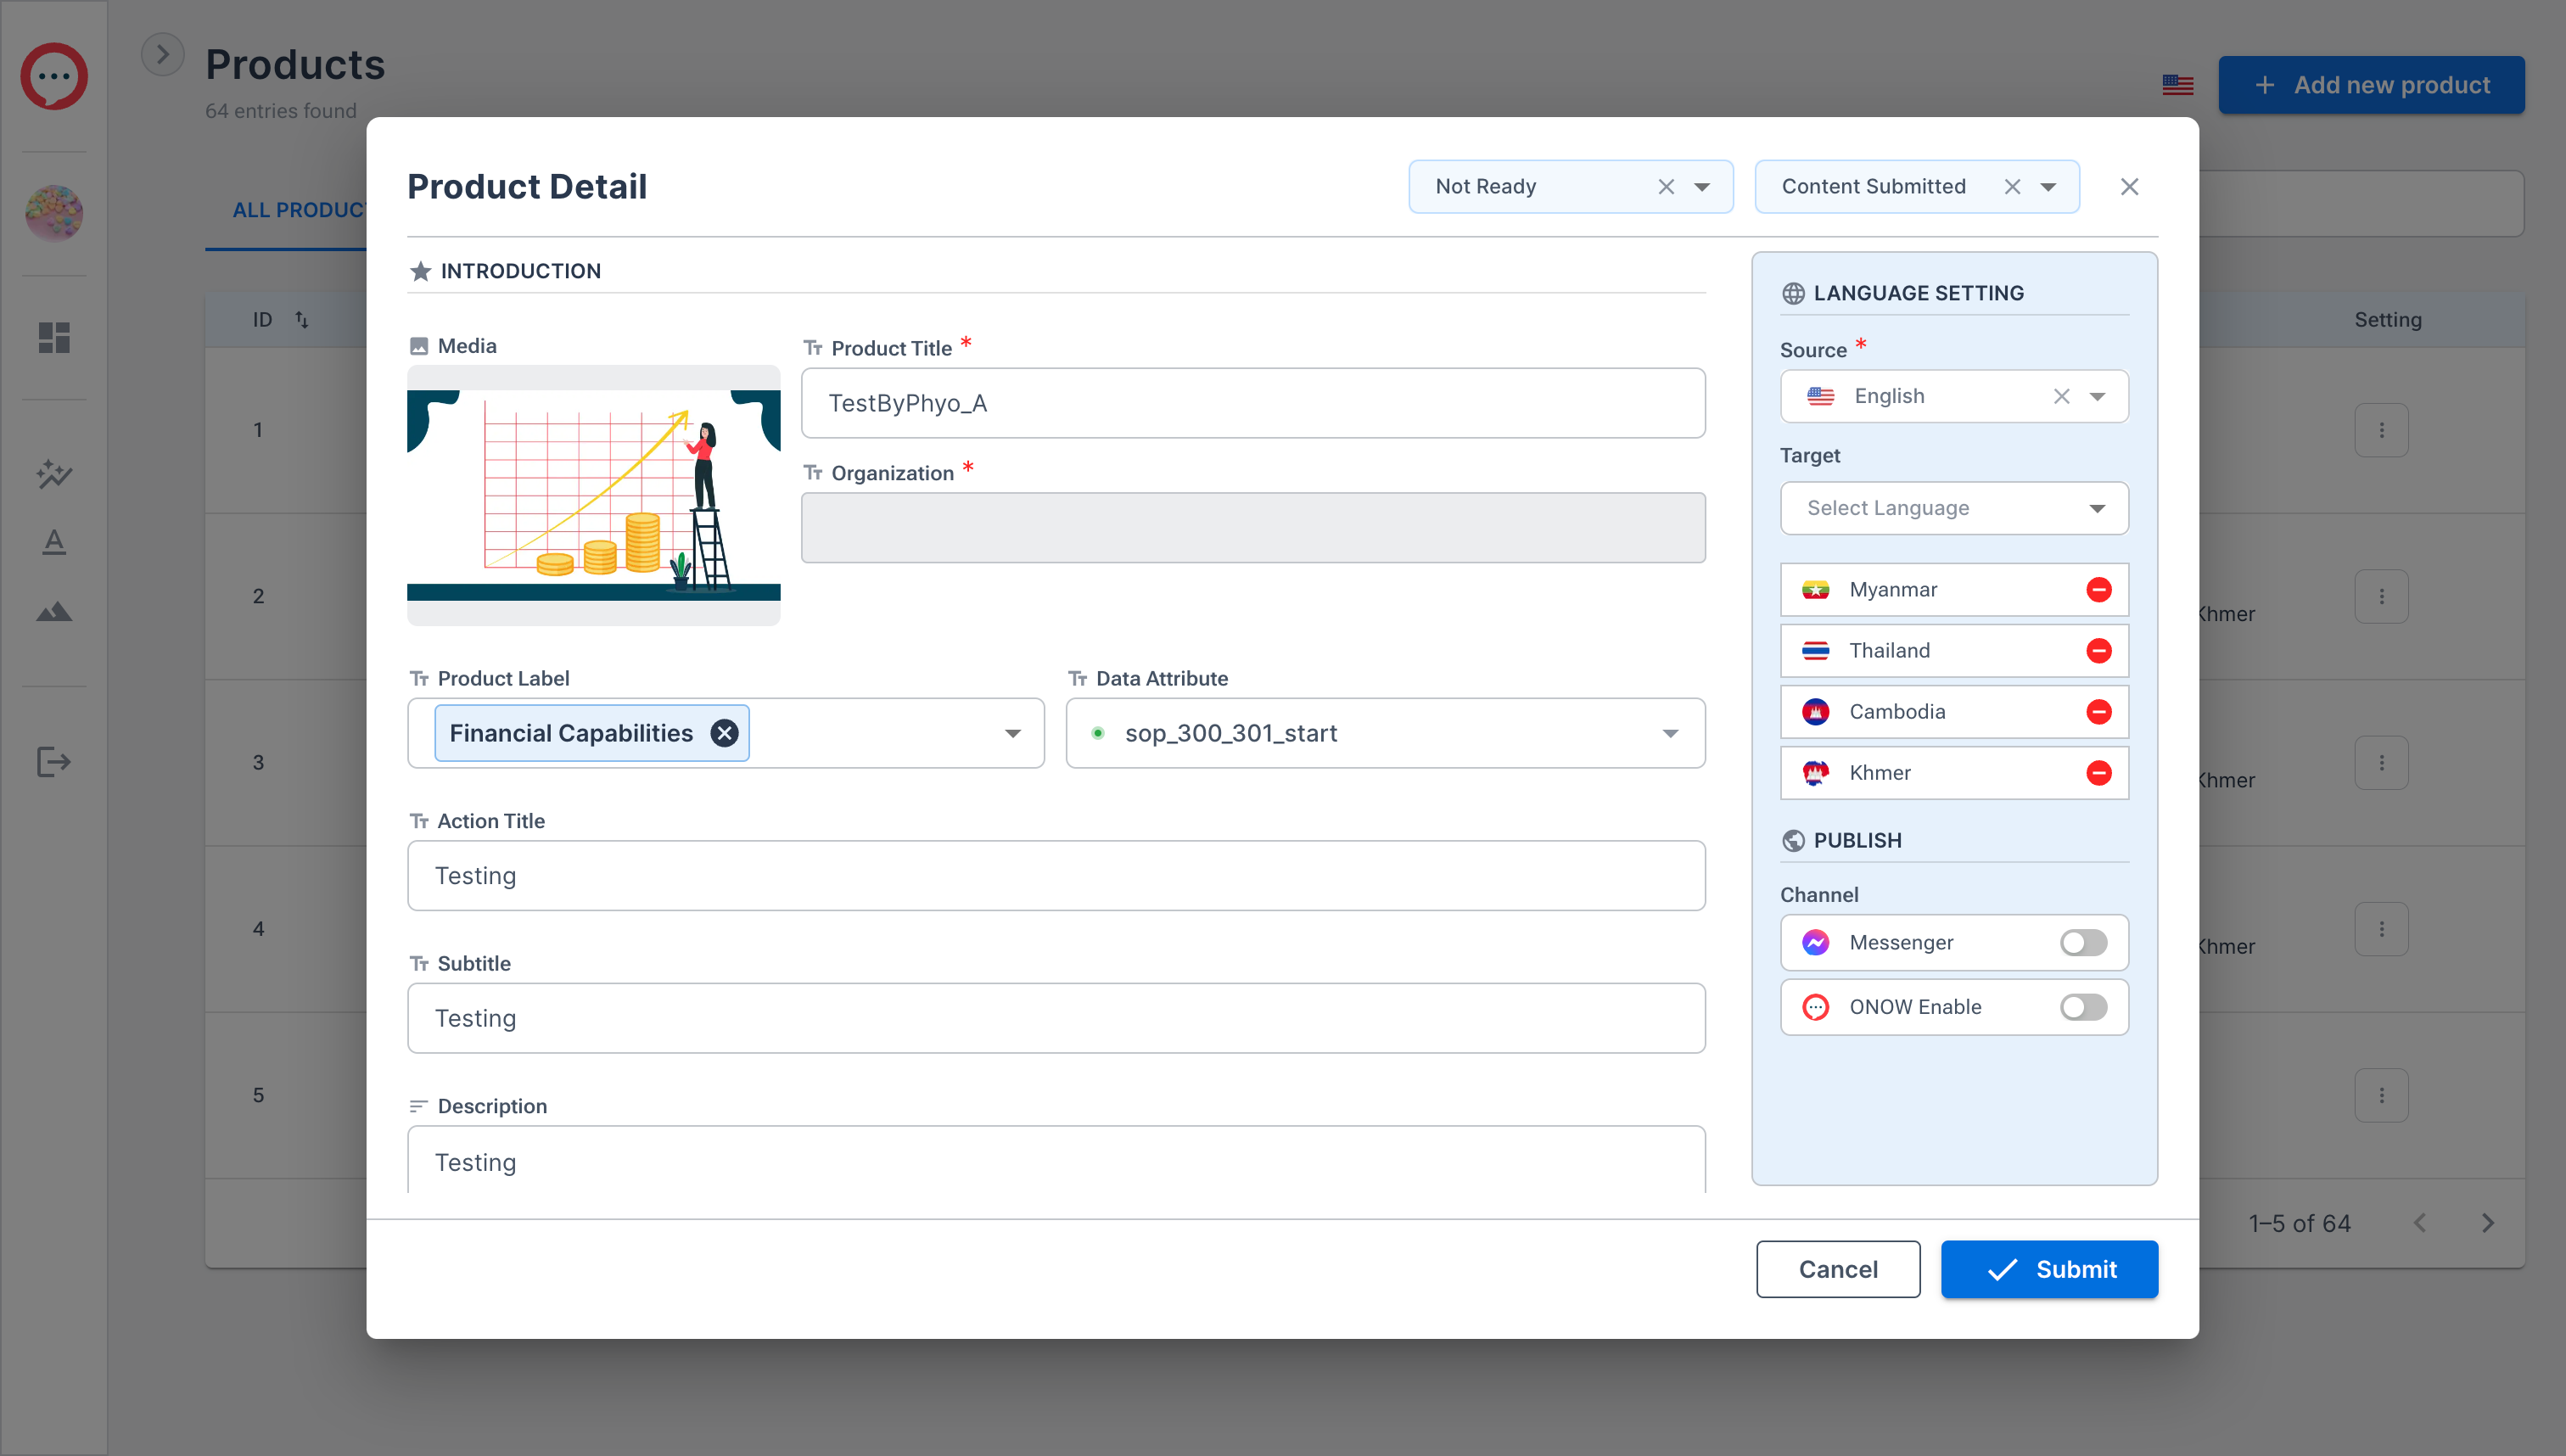 Products
64 entries found
+ Add new product
ALL PRODUC
ID
Setting
1
2
Khmer
3
Khmer
4
Khmer
5
1–5 of 64
Product Detail
Not Ready
Content Submitted
INTRODUCTION
Media
Product Title *
TestByPhyo_A
Organization *
Product Label
Financial Capabilities
Data Attribute
sop_300_301_start
Action Title
Testing
Subtitle
Testing
Description
Testing
LANGUAGE SETTING
Source *
English
Target
Select Language
Myanmar
Thailand
Cambodia
Khmer
PUBLISH
Channel
Messenger
ONOW Enable
Cancel
Submit